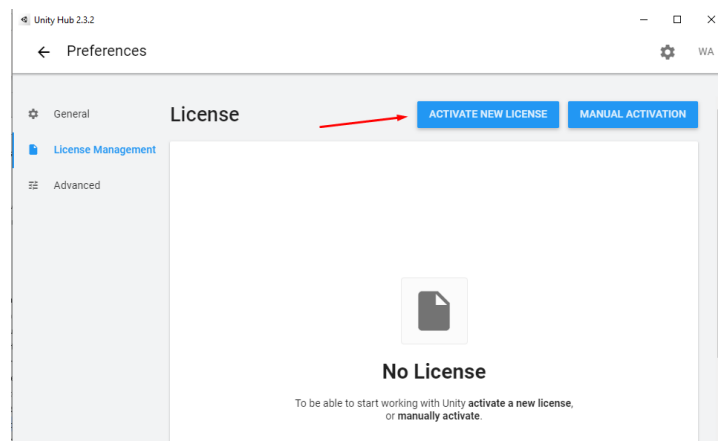 Unity Hub 2.3.2
Preferences
WA
General
License
ACTIVATE NEW LICENSE
MANUAL ACTIVATION
License Management
Advanced
No License
To be able to start working with Unity activate a new license,
or manually activate.